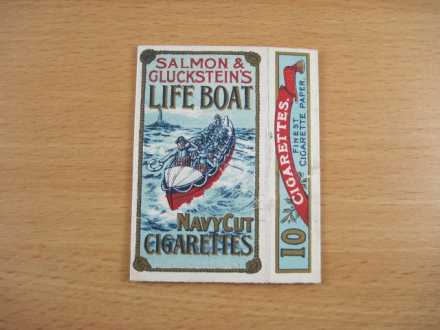 SALMON &
GLUCKSTEIN'S
LIFE BOAT
NAVY CUT
CIGARETTES
10
CIGARETTES.
FINEST
CIGARETTE PAPER.